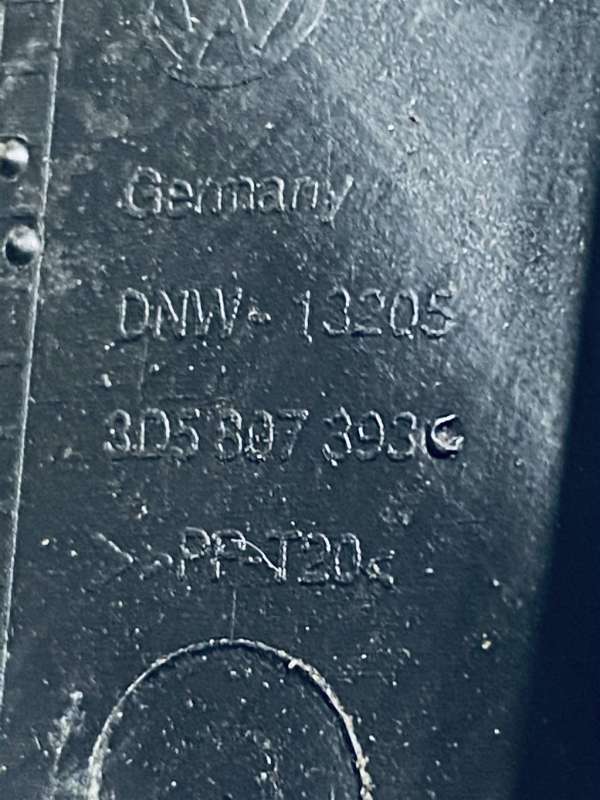 Germany
DNW- 13205
3D5 807 393C
>PP-T20<